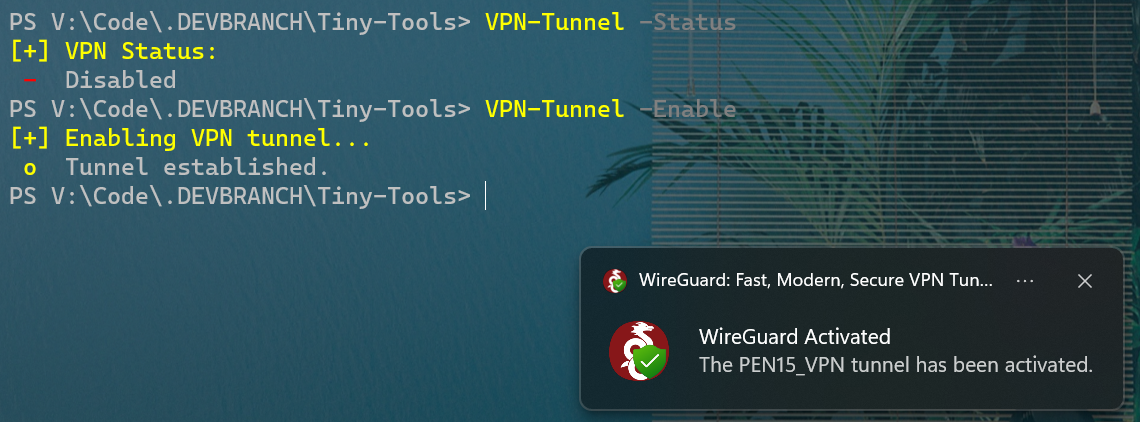 PS V:\Code\.DEVBRANCH\Tiny-Tools> VPN-Tunnel -Status
[+] VPN Status:
 -  Disabled
PS V:\Code\.DEVBRANCH\Tiny-Tools> VPN-Tunnel -Enable
[+] Enabling VPN tunnel...
 o  Tunnel established.
PS V:\Code\.DEVBRANCH\Tiny-Tools>
WireGuard: Fast, Modern, Secure VPN Tun...
WireGuard Activated
The PEN15_VPN tunnel has been activated.